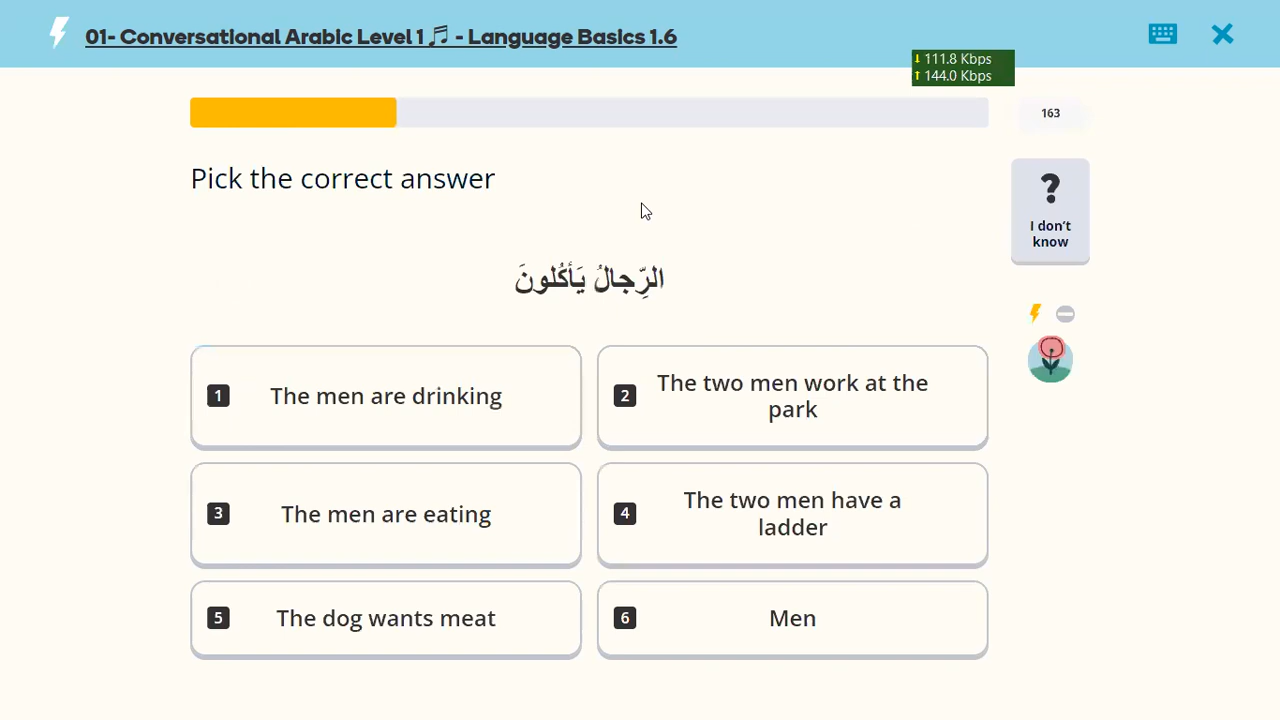 01- Conversational Arabic Level 1 🎵 - Language Basics 1.6
↓ 111.8 Kbps
↑ 144.0 Kbps
163
Pick the correct answer
?
I don't
know
الرِّجالُ يَأكُلونَ
1 The men are drinking
2 The two men work at the
park
3 The men are eating
4 The two men have a
ladder
5 The dog wants meat
6 Men